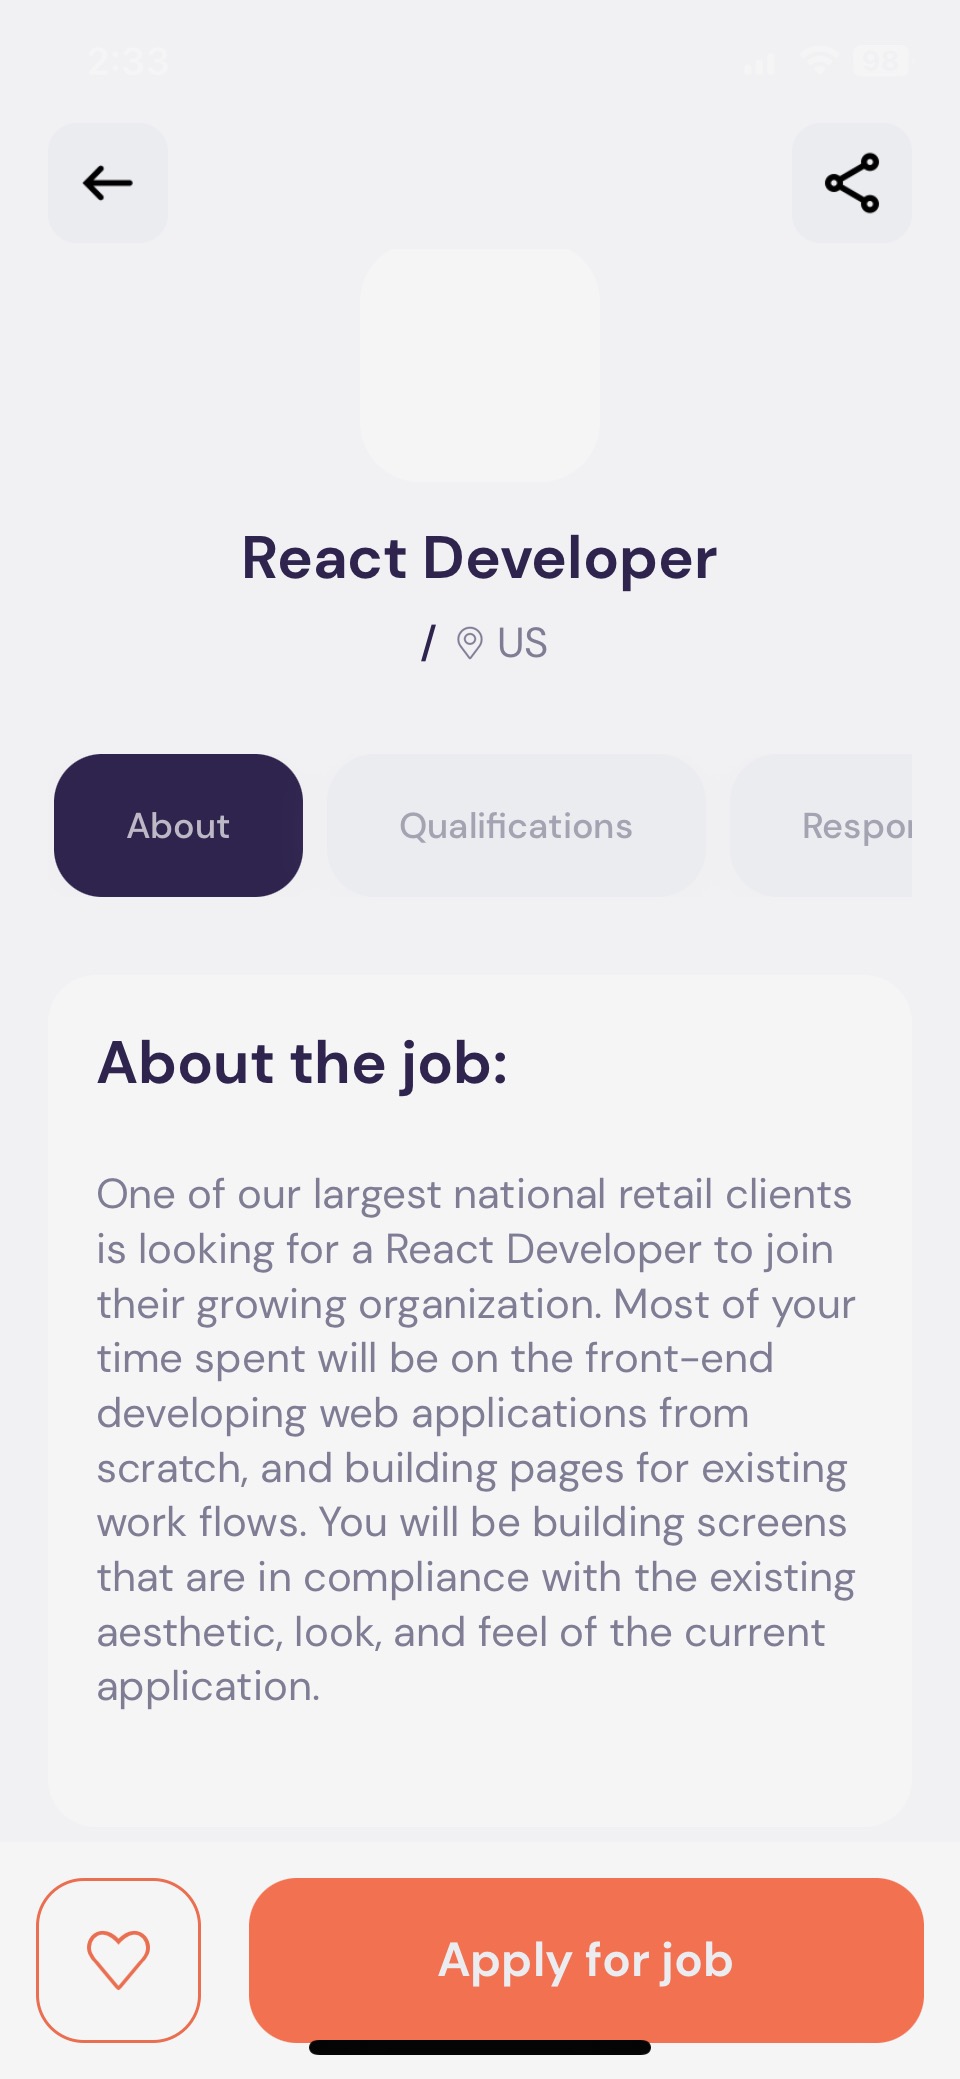 2:33
98
React Developer
/ US
About Qualifications Respon
About the job:
One of our largest national retail clients
is looking for a React Developer to join
their growing organization. Most of your
time spent will be on the front-end
developing web applications from
scratch, and building pages for existing
work flows. You will be building screens
that are in compliance with the existing
aesthetic, look, and feel of the current
application.
Apply for job